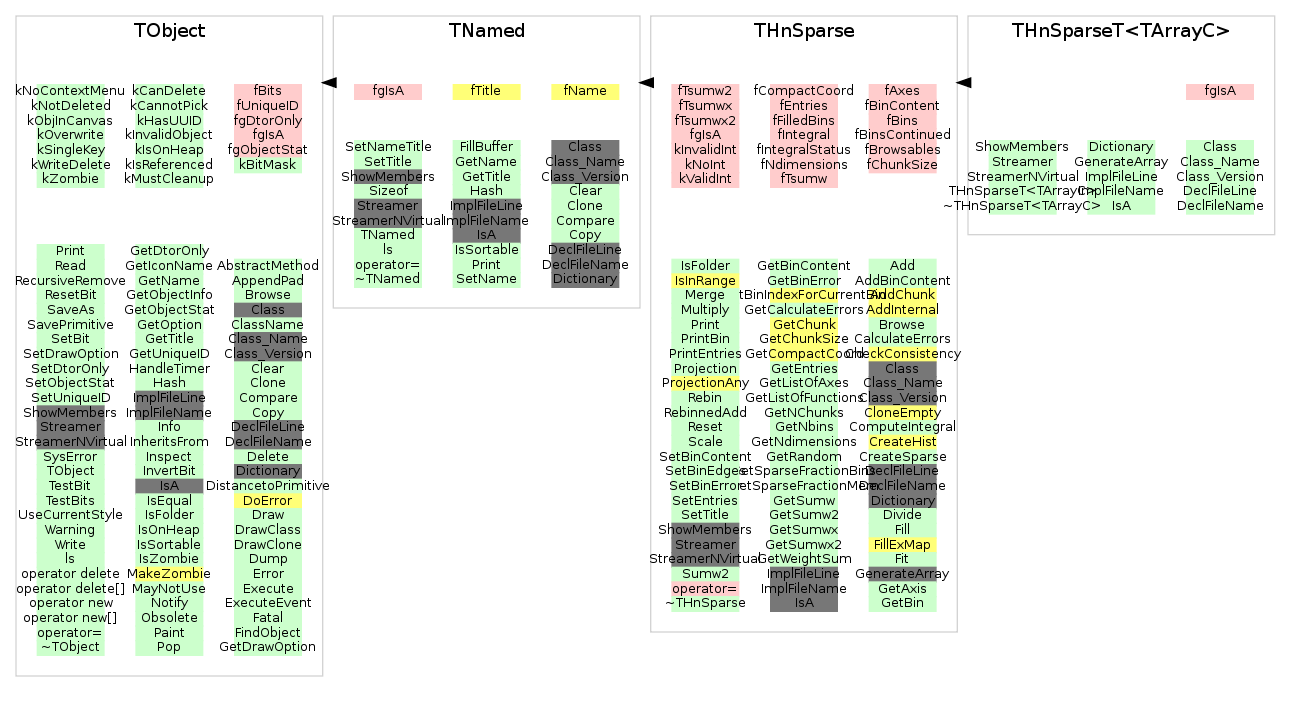 TObject
kNoContextMenu
kNotDeleted
kObjInCanvas
kOverwrite
kSingleKey
kWriteDelete
kZombie
kCanDelete
kCannotPick
kHasUUID
kInvalidObject
kIsOnHeap
kIsReferenced
kMustCleanup
fBits
fUniqueID
fgDtorOnly
fgIsA
fgObjectStat
kBitMask
Print
Read
RecursiveRemove
ResetBit
SaveAs
SavePrimitive
SetBit
SetDrawOption
SetDtorOnly
SetObjectStat
SetUniqueID
ShowMembers
Streamer
StreamerNVirtual
SysError
TObject
TestBit
TestBits
UseCurrentStyle
Warning
Write
ls
operator delete
operator delete[]
operator new
operator new[]
operator=
~TObject
GetDtorOnly
GetIconName
GetName
GetObjectInfo
GetObjectStat
GetOption
GetTitle
GetUniqueID
HandleTimer
Hash
ImplFileLine
ImplFileName
Info
InheritsFrom
Inspect
InvertBit
IsA
IsEqual
IsFolder
IsOnHeap
IsSortable
IsZombie
MakeZombie
MayNotUse
Notify
Obsolete
Paint
Pop
AbstractMethod
AppendPad
Browse
Class
ClassName
Class_Name
Class_Version
Clear
Clone
Compare
Copy
DeclFileLine
DeclFileName
Delete
Dictionary
DistancetoPrimitive
DoError
Draw
DrawClass
DrawClone
Dump
Error
Execute
ExecuteEvent
Fatal
FindObject
GetDrawOption
TNamed
fgIsA
fTitle
fName
SetNameTitle
SetTitle
ShowMembers
Sizeof
Streamer
StreamerNVirtual
TNamed
ls
operator=
~TNamed
FillBuffer
GetName
GetTitle
Hash
ImplFileLine
ImplFileName
IsA
IsSortable
Print
SetName
Class
Class_Name
Class_Version
Clear
Clone
Compare
Copy
DeclFileLine
DeclFileName
Dictionary
THnSparse
fTsumw2
fTsumwx
fTsumwx2
fgIsA
kInvalidInt
kNoInt
kValidInt
fCompactCoord
fEntries
fFilledBins
fIntegral
fIntegralStatus
fNdimensions
fTsumw
fAxes
fBinContent
fBins
fBinsContinued
fBrowsables
fChunkSize
IsFolder
IsInRange
Merge
Multiply
Print
PrintBin
PrintEntries
Projection
ProjectionAny
Rebin
RebinnedAdd
Reset
Scale
SetBinContent
SetBinEdges
SetBinError
SetEntries
SetTitle
ShowMembers
Streamer
StreamerNVirtual
Sumw2
operator=
~THnSparse
GetBinContent
GetBinError
tBinIndexForCurrentBin
GetCalculateErrors
GetChunk
GetChunkSize
GetCompactCoord
GetEntries
GetListOfAxes
GetListOfFunctions
GetNChunks
GetNbins
GetNdimensions
GetRandom
etSparseFractionBins
etSparseFractionMem
GetSumw
GetSumw2
GetSumwx
GetSumwx2
GetWeightSum
ImplFileLine
ImplFileName
IsA
Add
AddBinContent
AddChunk
AddInternal
Browse
CalculateErrors
CheckConsistency
Class
Class_Name
Class_Version
CloneEmpty
ComputeIntegral
CreateHist
CreateSparse
DeclFileLine
DeclFileName
Dictionary
Divide
Fill
FillExMap
Fit
GenerateArray
GetAxis
GetBin
THnSparseT<TArrayC>
fgIsA
ShowMembers
Streamer
StreamerNVirtual
THnSparseT<TArrayC>
~THnSparseT<TArrayC>
Dictionary
GenerateArray
ImplFileLine
ImplFileName
IsA
Class
Class_Name
Class_Version
DeclFileLine
DeclFileName